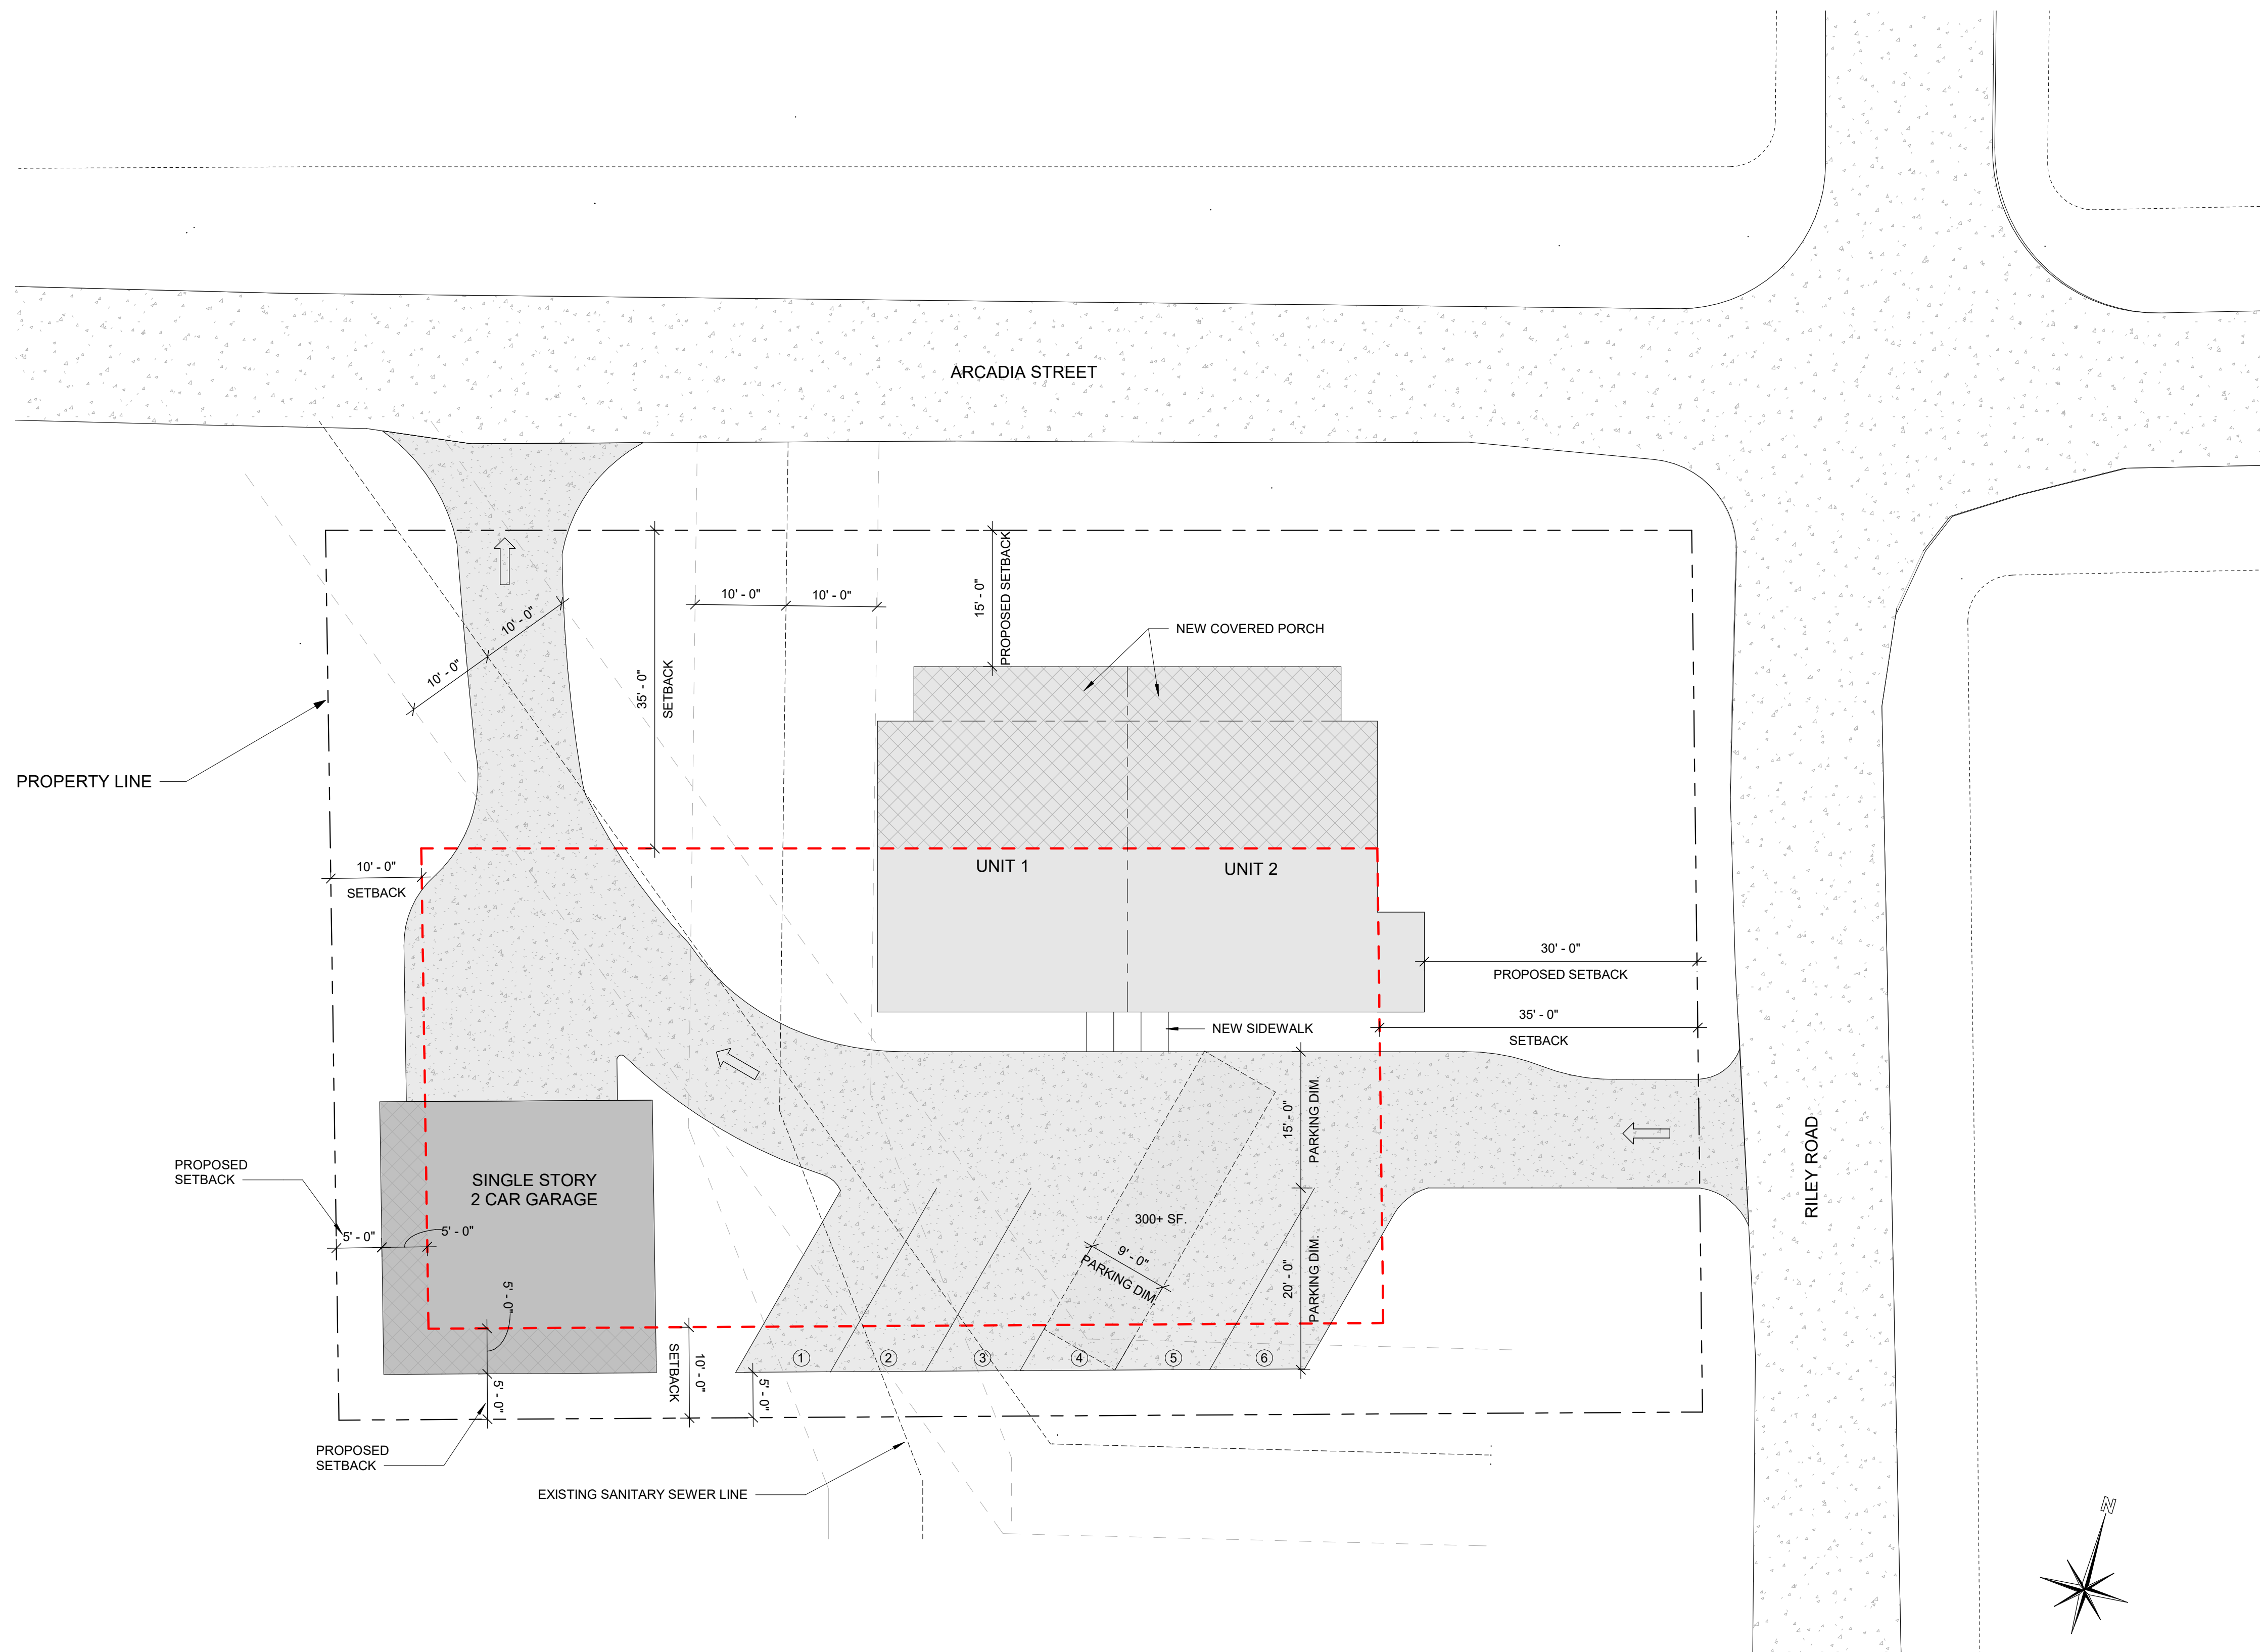 ARCADIA STREET
10' - 0"
10' - 0"
15' - 0"
PROPOSED SETBACK
NEW COVERED PORCH
10' - 0"
10' - 0"
35' - 0"
SETBACK
PROPERTY LINE
10' - 0"
SETBACK
UNIT 1
UNIT 2
30' - 0"
PROPOSED SETBACK
35' - 0"
SETBACK
NEW SIDEWALK
15' - 0"
PARKING DIM.
RILEY ROAD
PROPOSED
SETBACK
SINGLE STORY
2 CAR GARAGE
5' - 0"
5' - 0"
300+ SF.
9' - 0"
PARKING DIM.
20' - 0"
PARKING DIM.
5' - 0"
SETBACK
10' - 0"
1
2
3
4
5
6
5' - 0"
5' - 0"
PROPOSED
SETBACK
EXISTING SANITARY SEWER LINE
N